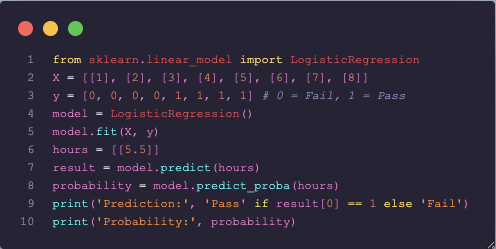 1 from sklearn.linear_model import LogisticRegression
2 X = [[1], [2], [3], [4], [5], [6], [7], [8]]
3 y = [0, 0, 0, 0, 1, 1, 1, 1] # 0 = Fail, 1 = Pass
4 model = LogisticRegression()
5 model.fit(X, y)
6 hours = [[5.5]]
7 result = model.predict(hours)
8 probability = model.predict_proba(hours)
9 print('Prediction:', 'Pass' if result[0] == 1 else 'Fail')
10 print('Probability:', probability)